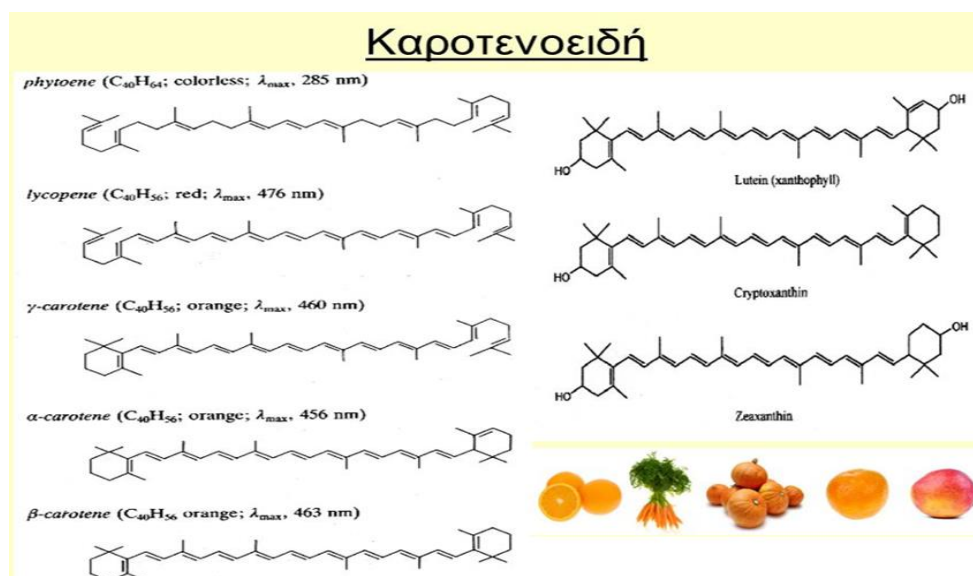 Καροτενοειδή
phytoene (C₄₀H₆₄; colorless; λmax, 285 nm)
lycopene (C₄₀H₅₆; red; λmax, 476 nm)
γ-carotene (C₄₀H₅₆; orange; λmax, 460 nm)
α-carotene (C₄₀H₅₆; orange; λmax, 456 nm)
β-carotene (C₄₀H₅₆ orange; λmax, 463 nm)
OH
HO
Lutein (xanthophyll)
HO
Cryptoxanthin
OH
HO
Zeaxanthin